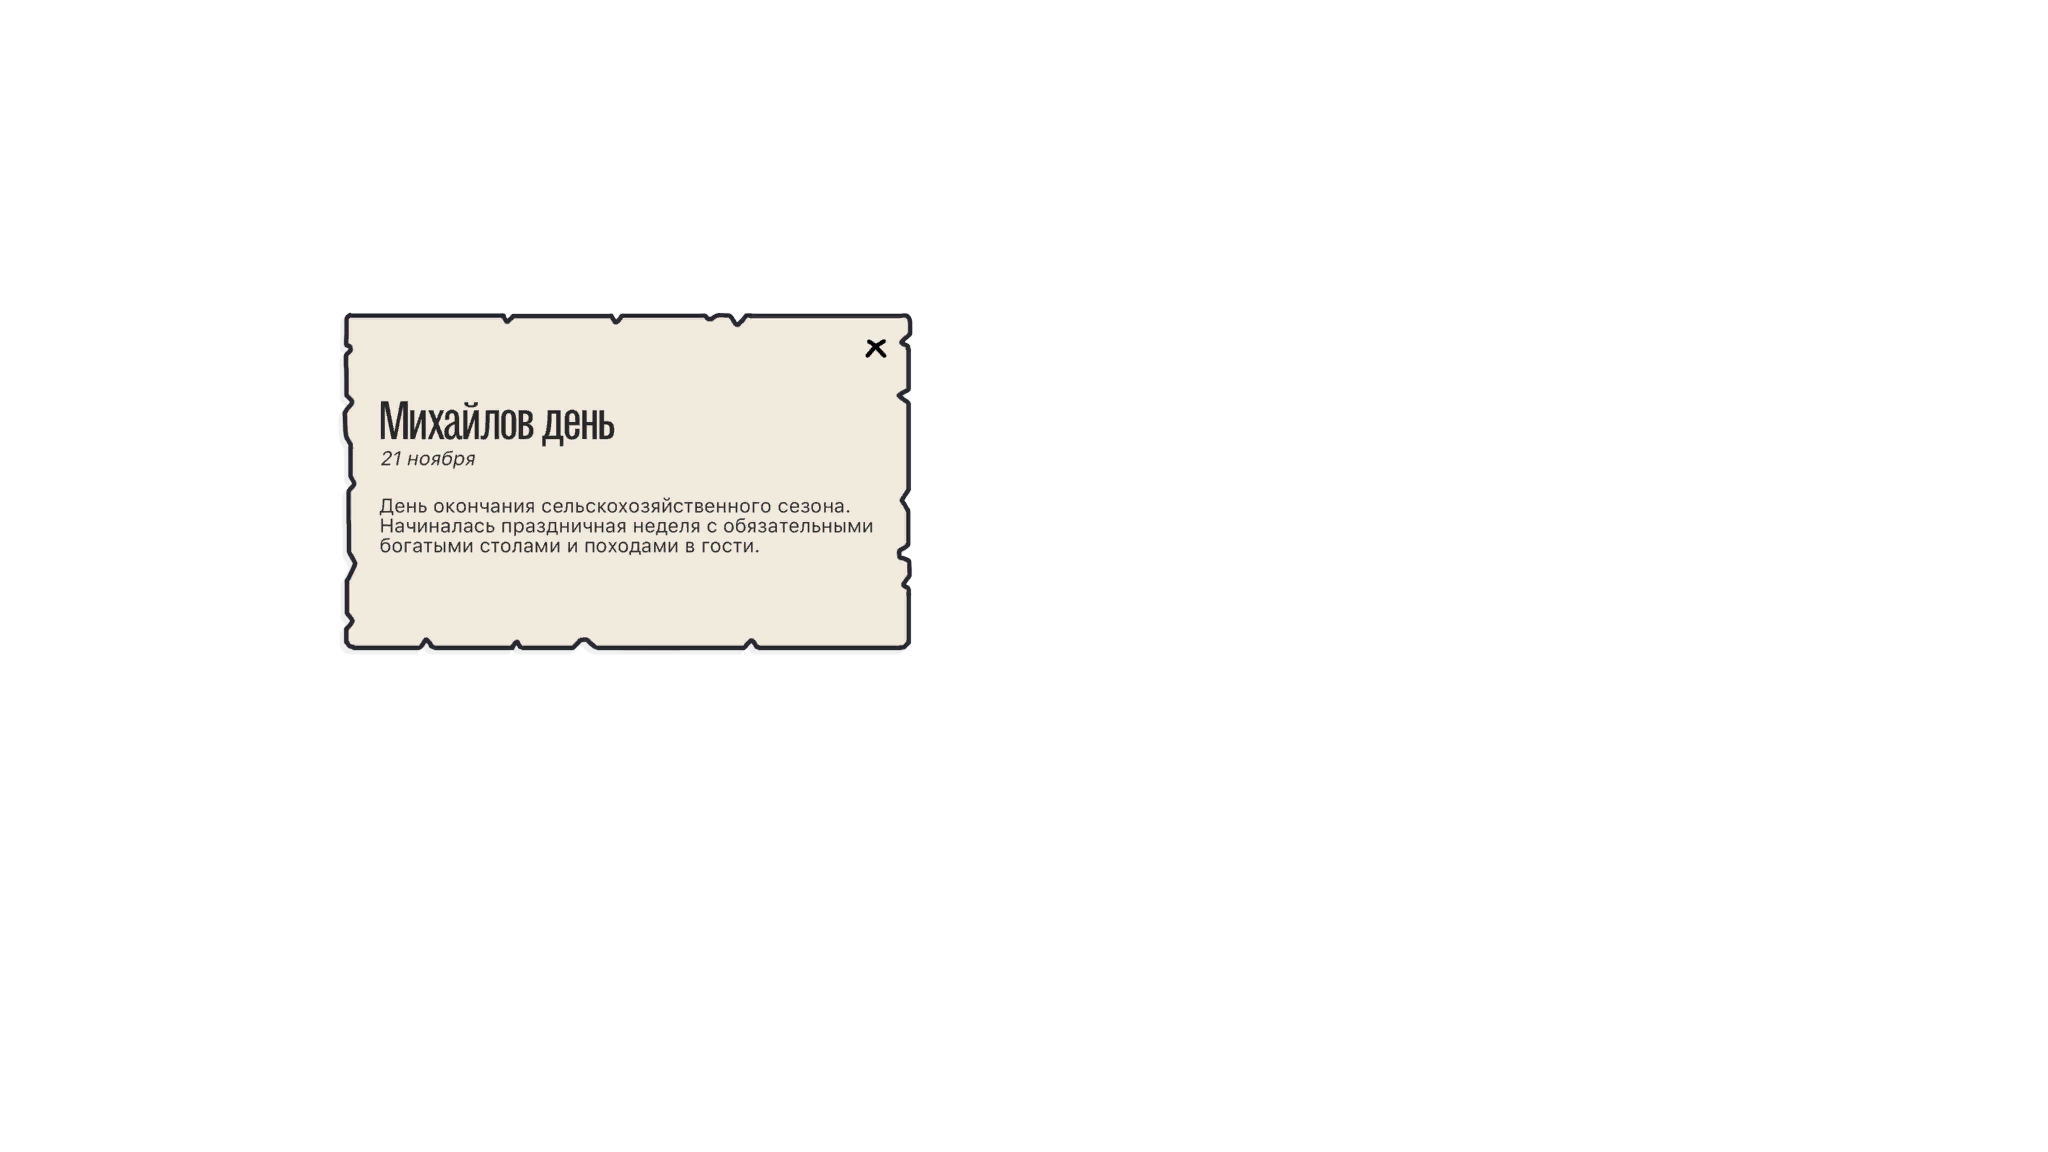 Михайлов день
21 ноября
День окончания сельскохозяйственного сезона.
Начиналась праздничная неделя с обязательными
богатыми столами и походами в гости.